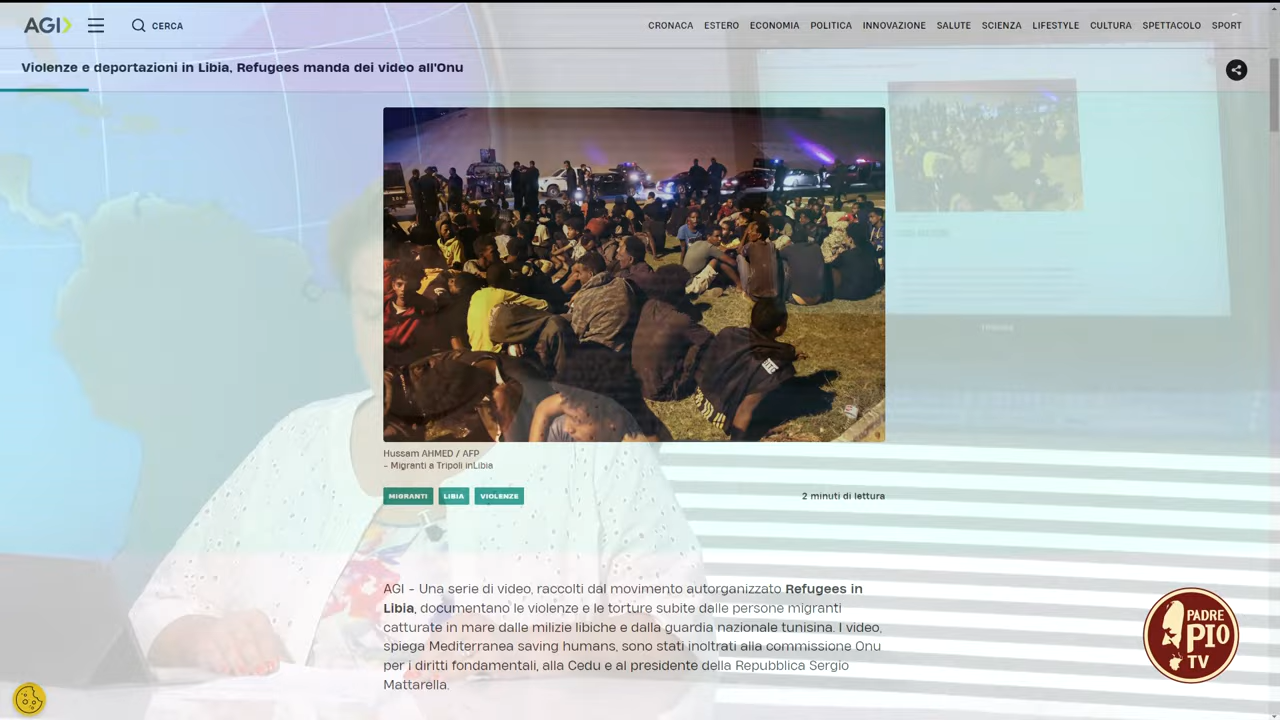 AGI
CERCA
CRONACA ESTERO ECONOMIA POLITICA INNOVAZIONE SALUTE SCIENZA LIFESTYLE CULTURA SPETTACOLO SPORT
Violenze e deportazioni in Libia, Refugees manda dei video all'Onu
Hussam AHMED / AFP
- Migranti a Tripoli inLibia
MIGRANTI LIBIA VIOLENZE
2 minuti di lettura
AGI - Una serie di video, raccolti dal movimento autorganizzato Refugees in
Libia, documentano le violenze e le torture subite dalle persone migranti
catturate in mare dalle milizie libiche e dalla guardia nazionale tunisina. I video,
spiega Mediterranea saving humans, sono stati inoltrati alla commissione Onu
per i diritti fondamentali, alla Cedu e al presidente della Repubblica Sergio
Mattarella.
PADRE
PIO
TV
TOSHIBA